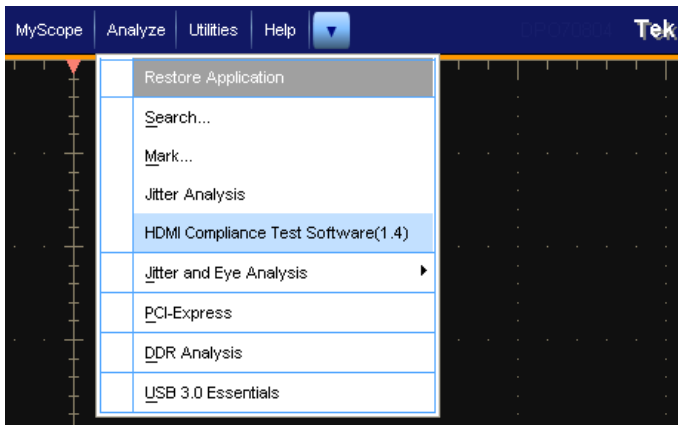 MyScope Analyze Utilities Help Tek
Restore Application
Search...
Mark...
Jitter Analysis
HDMI Compliance Test Software(1.4)
Jitter and Eye Analysis
PCI-Express
DDR Analysis
USB 3.0 Essentials